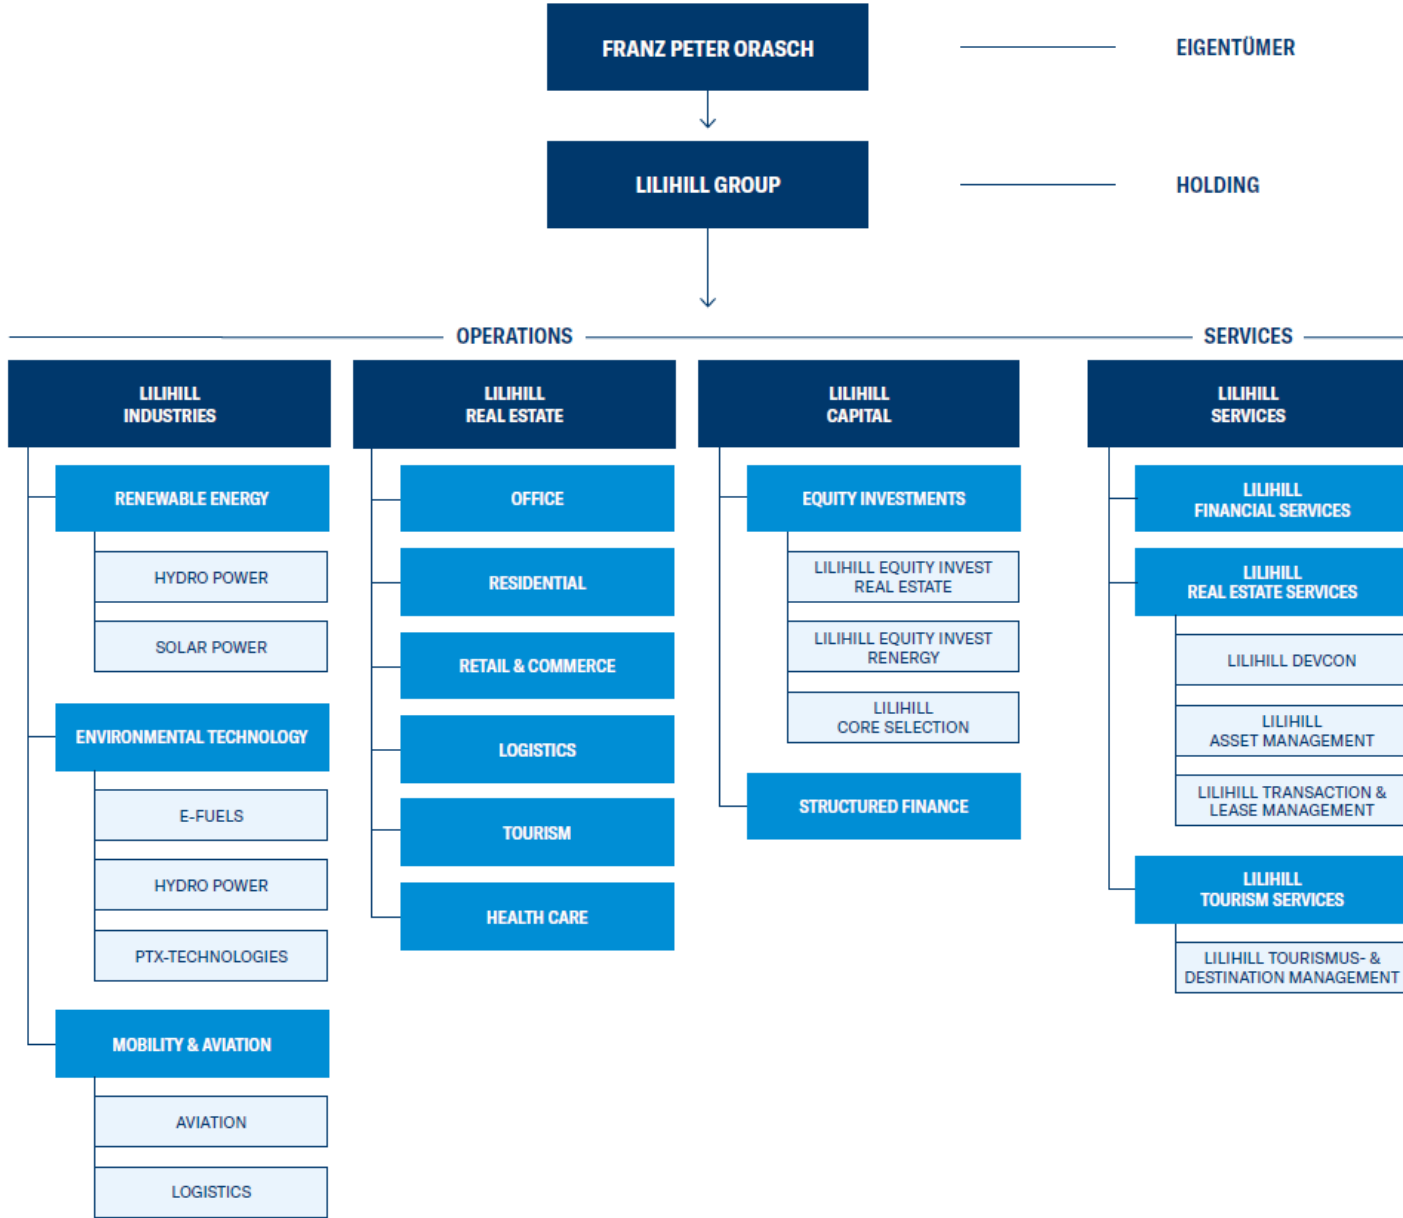 FRANZ PETER ORASCH
EIGENTÜMER
LILIHILL GROUP
HOLDING
OPERATIONS
SERVICES
LILIHILL
INDUSTRIES
RENEWABLE ENERGY
HYDRO POWER
SOLAR POWER
ENVIRONMENTAL TECHNOLOGY
E-FUELS
HYDRO POWER
PTX-TECHNOLOGIES
MOBILITY & AVIATION
AVIATION
LOGISTICS
LILIHILL
REAL ESTATE
OFFICE
RESIDENTIAL
RETAIL & COMMERCE
LOGISTICS
TOURISM
HEALTH CARE
LILIHILL
CAPITAL
EQUITY INVESTMENTS
LILIHILL EQUITY INVEST
REAL ESTATE
LILIHILL EQUITY INVEST
RENERGY
LILIHILL
CORE SELECTION
STRUCTURED FINANCE
LILIHILL
SERVICES
LILIHILL
FINANCIAL SERVICES
LILIHILL
REAL ESTATE SERVICES
LILIHILL DEVCON
LILIHILL
ASSET MANAGEMENT
LILIHILL TRANSACTION &
LEASE MANAGEMENT
LILIHILL
TOURISM SERVICES
LILIHILL TOURISMUS- &
DESTINATION MANAGEMENT